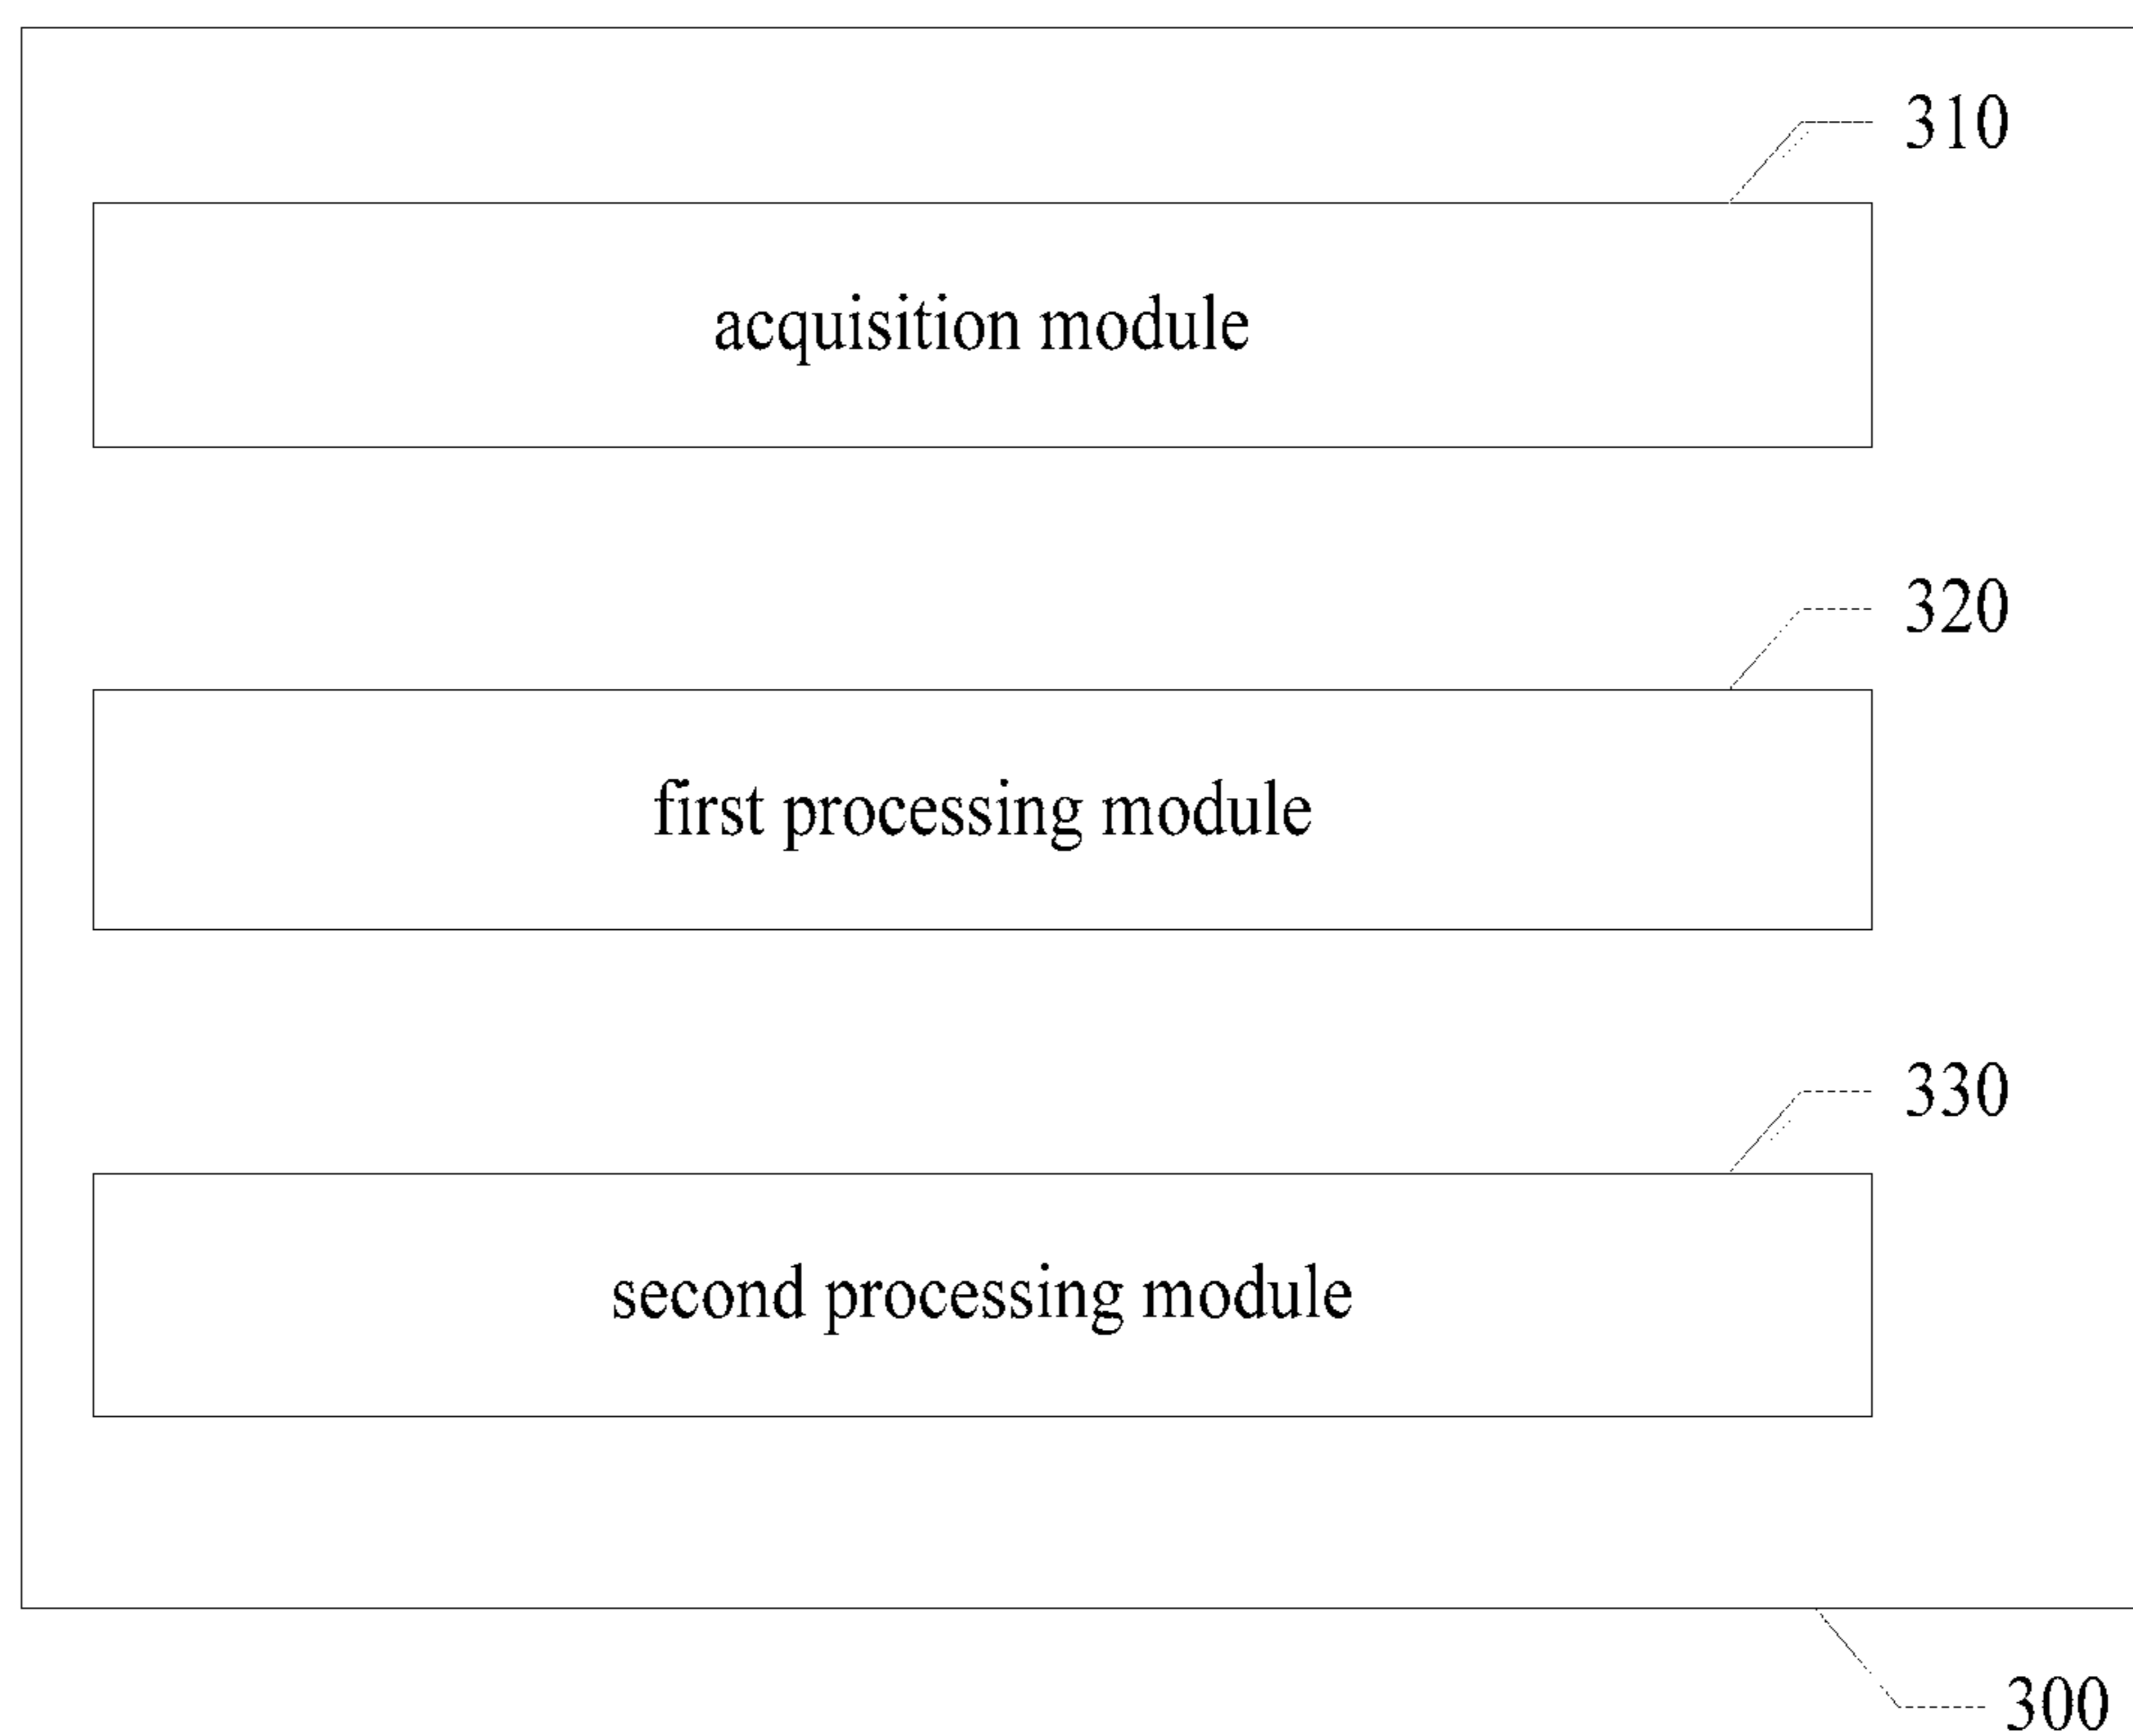 310
acquisition module
320
first processing module
330
second processing module
300